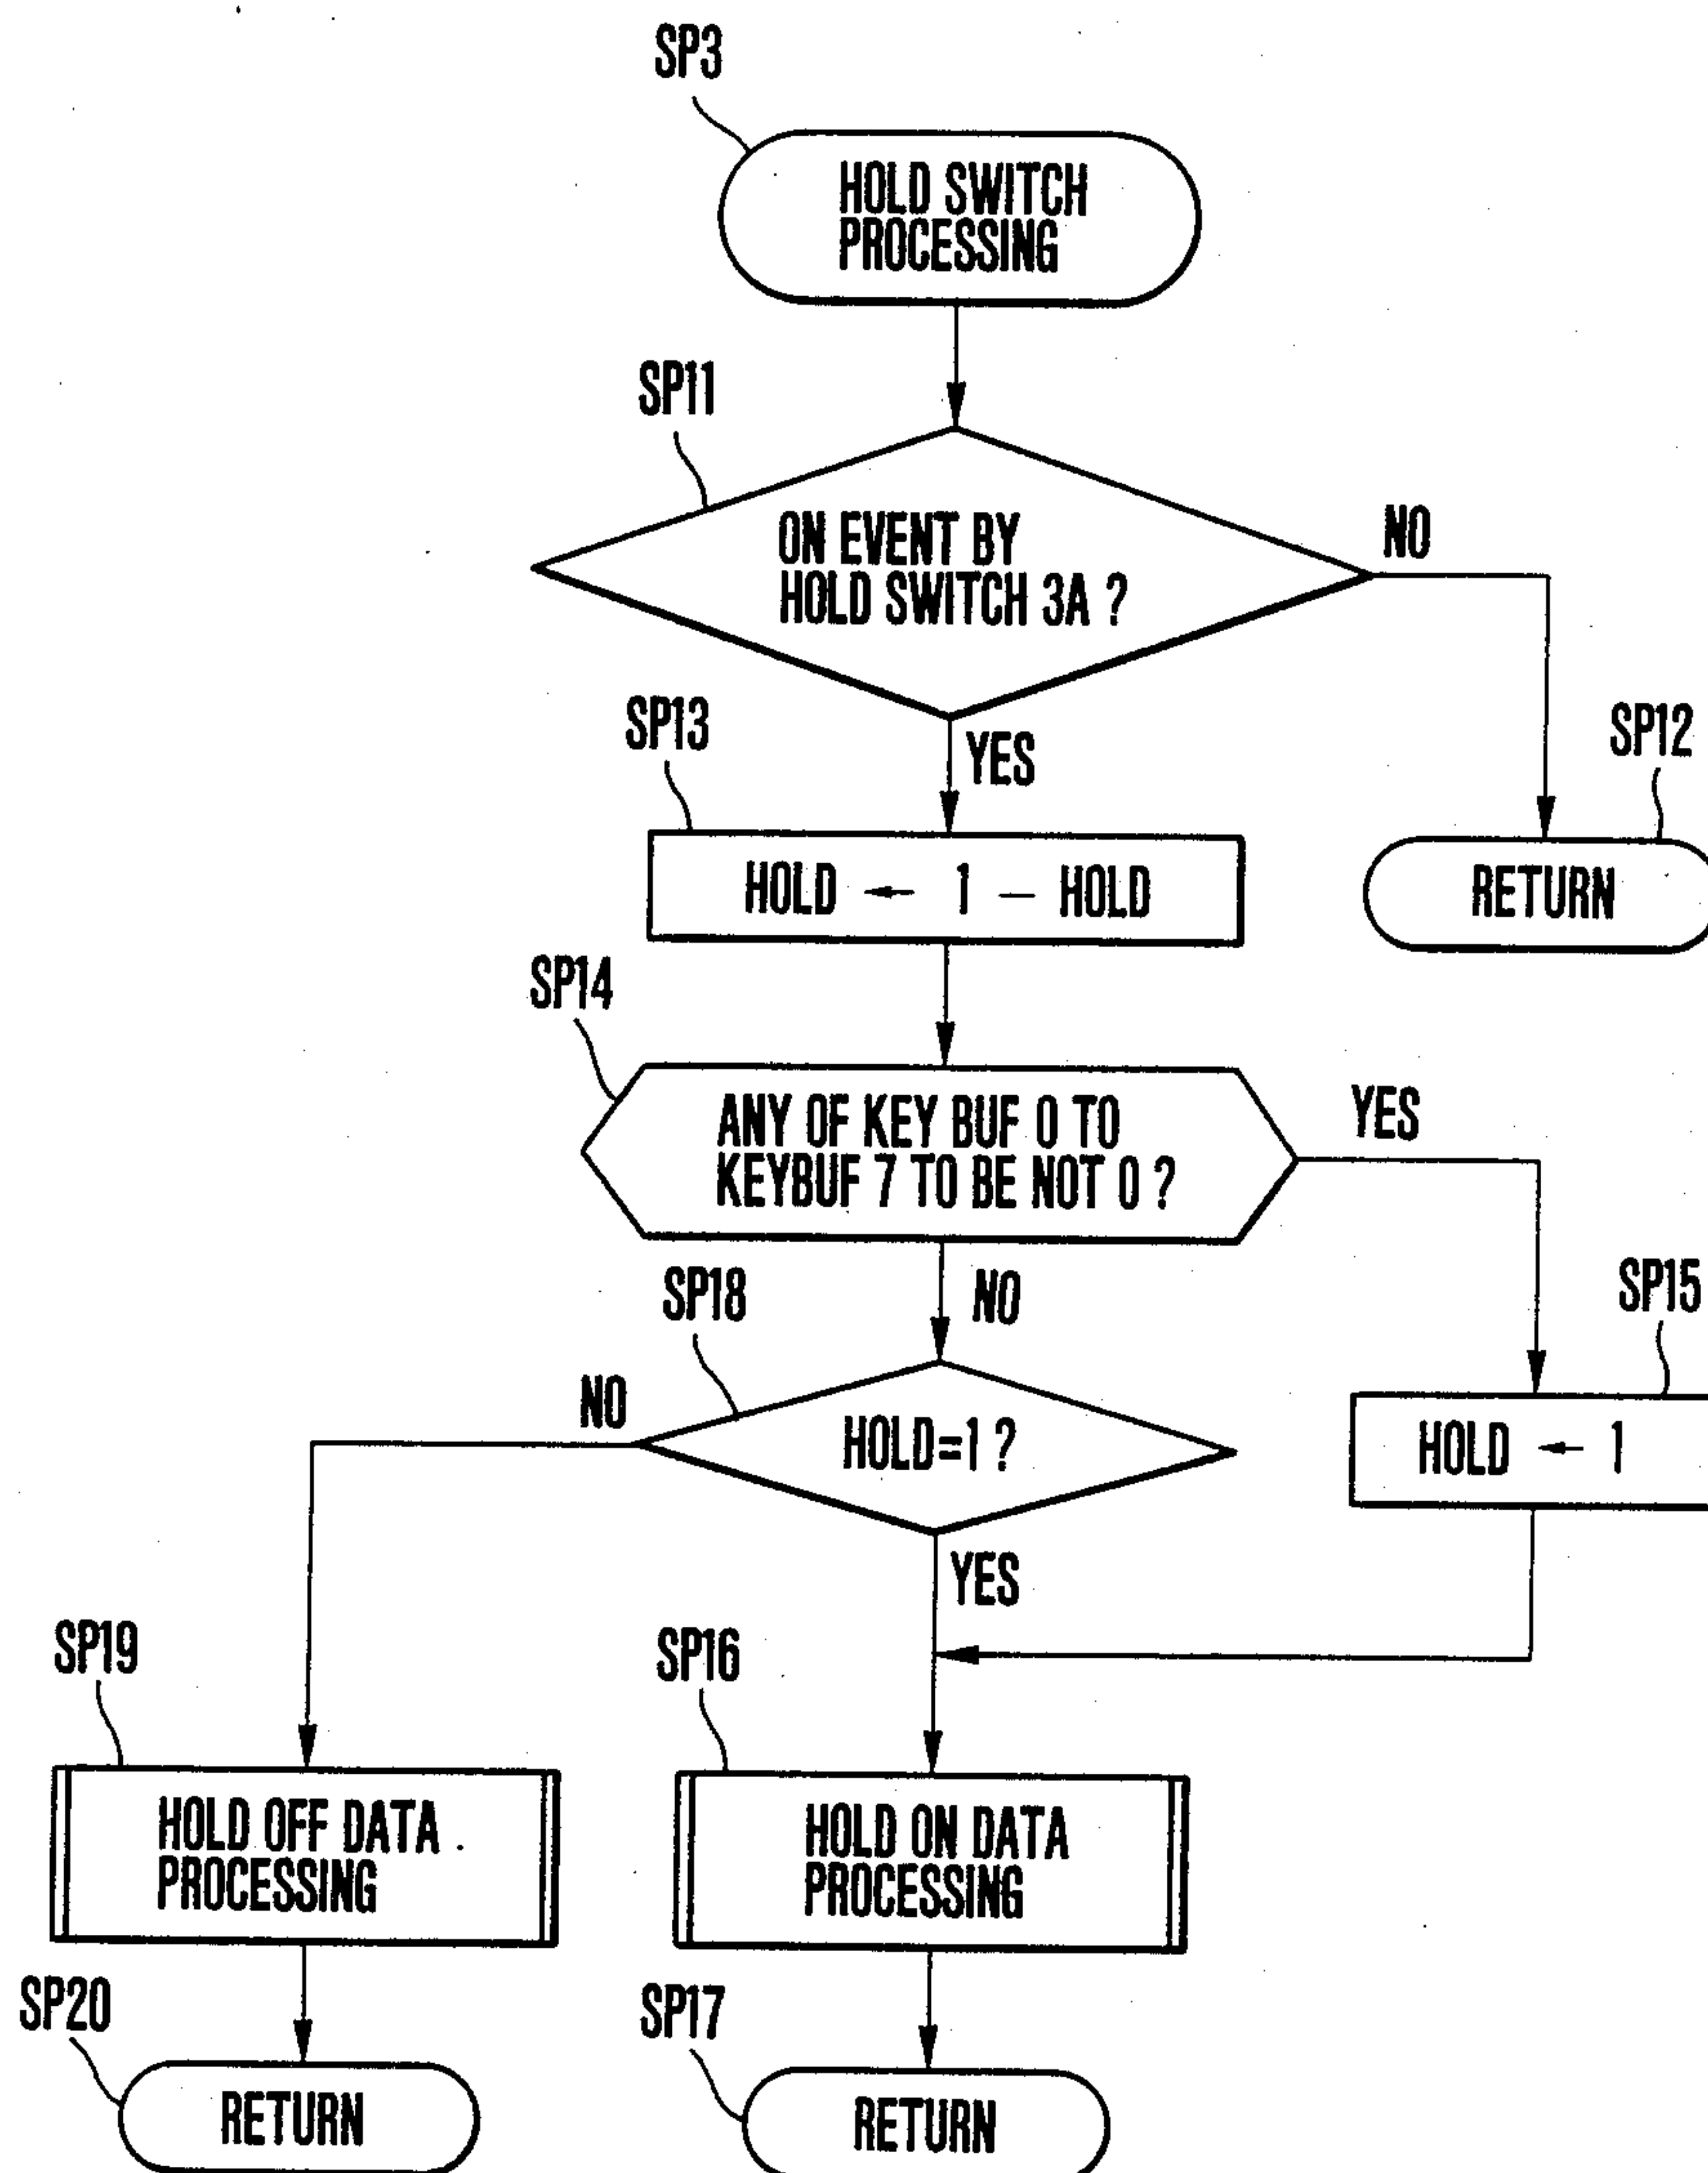 SP3
HOLD SWITCH
PROCESSING
SP11
ON EVENT BY
HOLD SWITCH 3A ?
NO
YES
SP13
HOLD ← 1 — HOLD
SP12
RETURN
SP14
ANY OF KEY BUF 0 TO
KEYBUF 7 TO BE NOT 0 ?
YES
NO
SP18
HOLD=1 ?
NO
YES
SP15
HOLD ← 1
SP19
HOLD OFF DATA
PROCESSING
SP16
HOLD ON DATA
PROCESSING
SP20
RETURN
SP17
RETURN